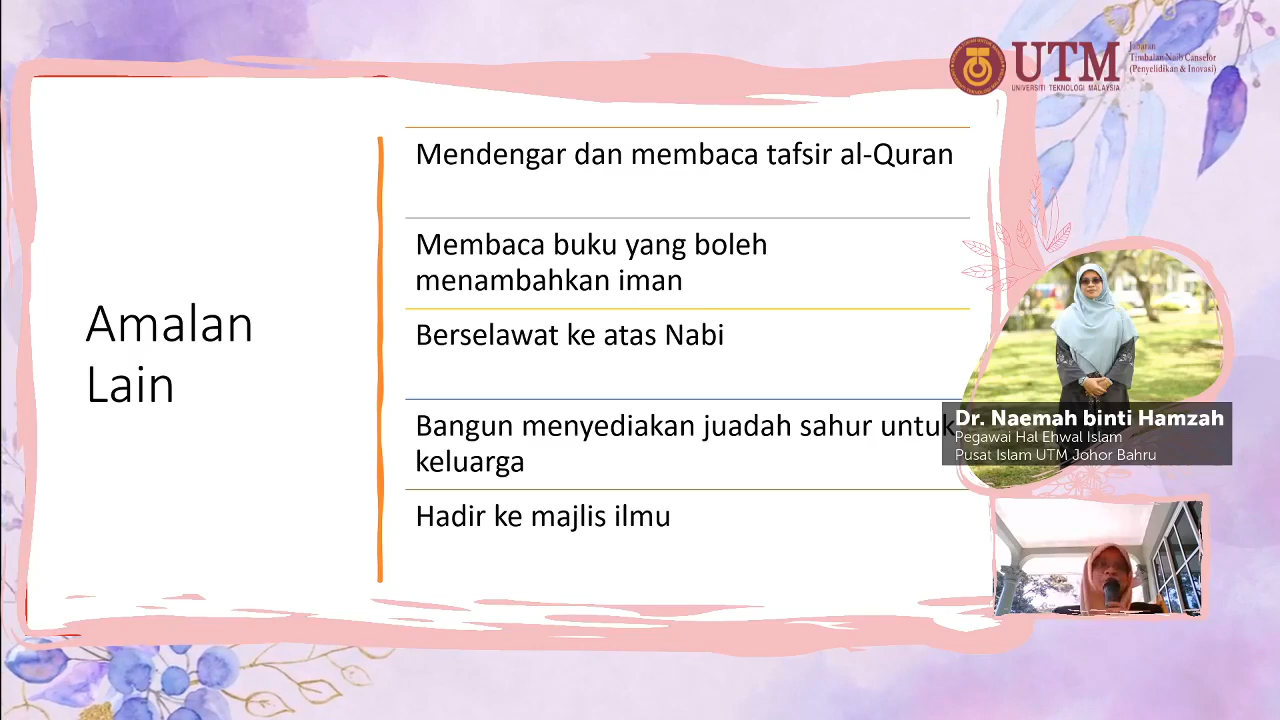 UTM
UNIVERSITI TEKNOLOGI MALAYSIA
Jabatan
Timbalan Naib Canselor
(Penyelidikan & Inovasi)
Amalan
Lain
Mendengar dan membaca tafsir al-Quran
Membaca buku yang boleh
menambahkan iman
Berselawat ke atas Nabi
Bangun menyediakan juadah sahur untuk
keluarga
Hadir ke majlis ilmu
Dr. Naemah binti Hamzah
Pegawai Hal Ehwal Islam
Pusat Islam UTM Johor Bahru